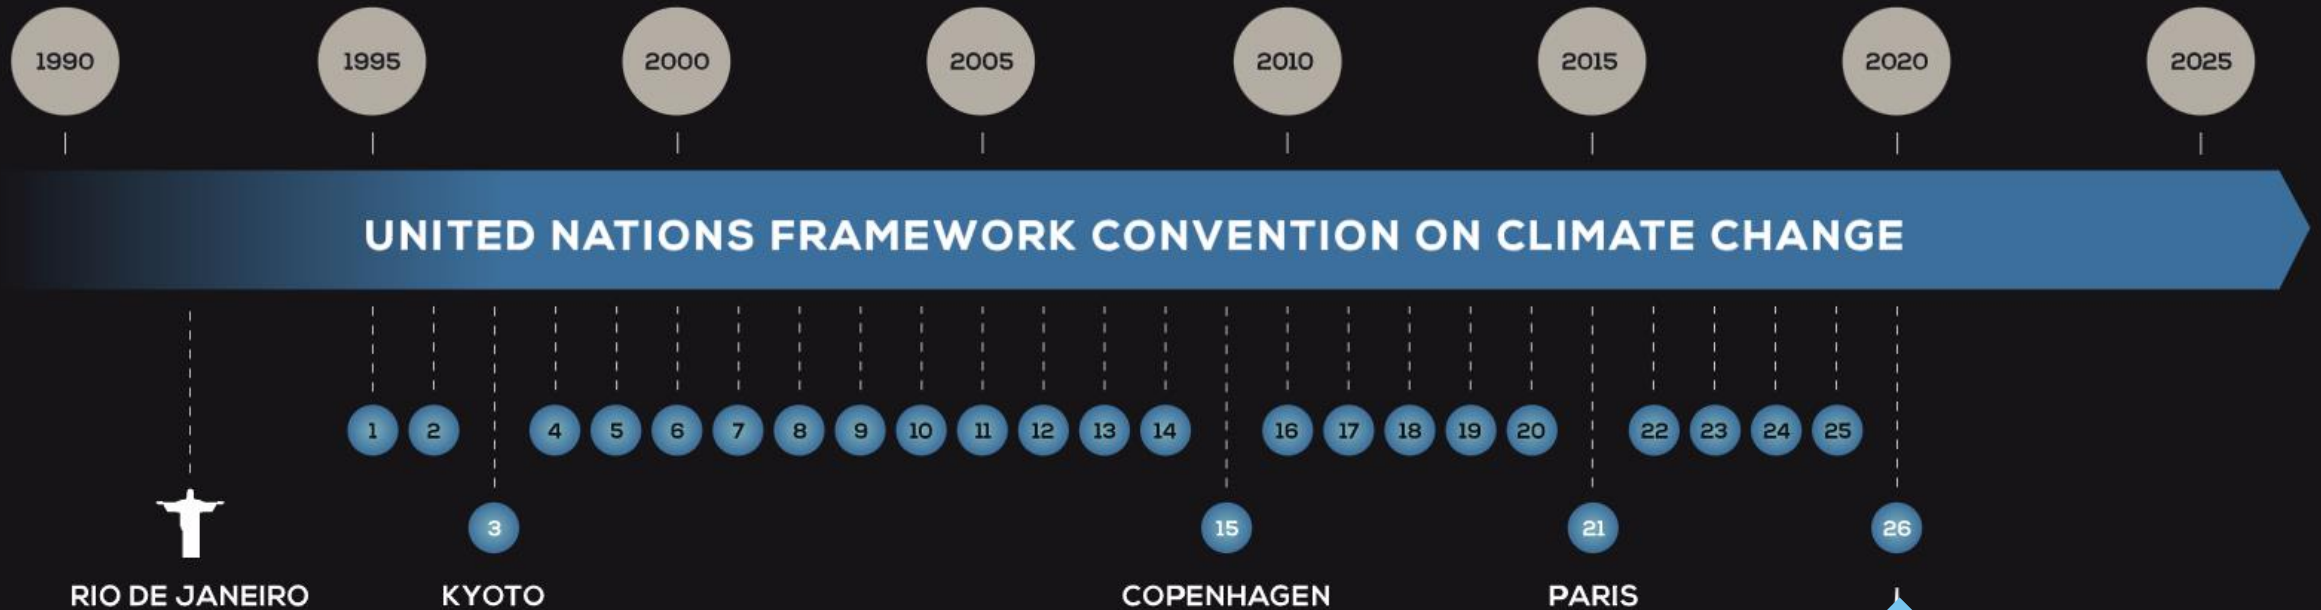 1990 1995 2000 2005 2010 2015 2020 2025
UNITED NATIONS FRAMEWORK CONVENTION ON CLIMATE CHANGE
1 2 4 5 6 7 8 9 10 11 12 13 14 16 17 18 19 20 22 23 24 25
3 15 21 26
RIO DE JANEIRO KYOTO COPENHAGEN PARIS